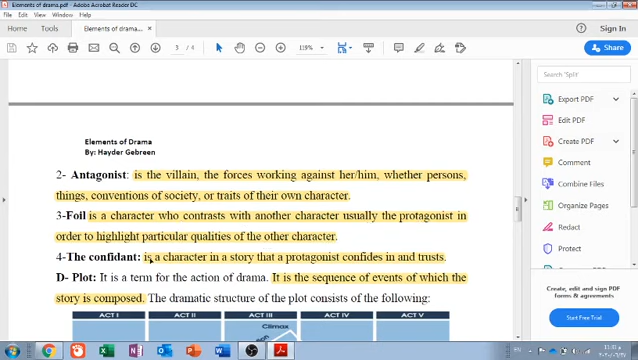 Elements of drama.pdf - Adobe Acrobat Reader DC
File Edit View Window Help
Home Tools Elements of drama.p... × Sign In
3 / 4 119% Share
Elements of Drama
By: Hayder Gebreen
2- Antagonist: is the villain, the forces working against her/him, whether persons,
things, conventions of society, or traits of their own character.
3-Foil is a character who contrasts with another character usually the protagonist in
order to highlight particular qualities of the other character.
4-The confidant: is a character in a story that a protagonist confides in and trusts.
D- Plot: It is a term for the action of drama. It is the sequence of events of which the
story is composed. The dramatic structure of the plot consists of the following:
ACT I ACT II ACT III ACT IV ACT V
Climax
Search 'Split'
Export PDF
Edit PDF
Create PDF
Comment
Combine Files
Organize Pages
Redact
Protect
Create, edit and sign PDF
forms & agreements
Start Free Trial